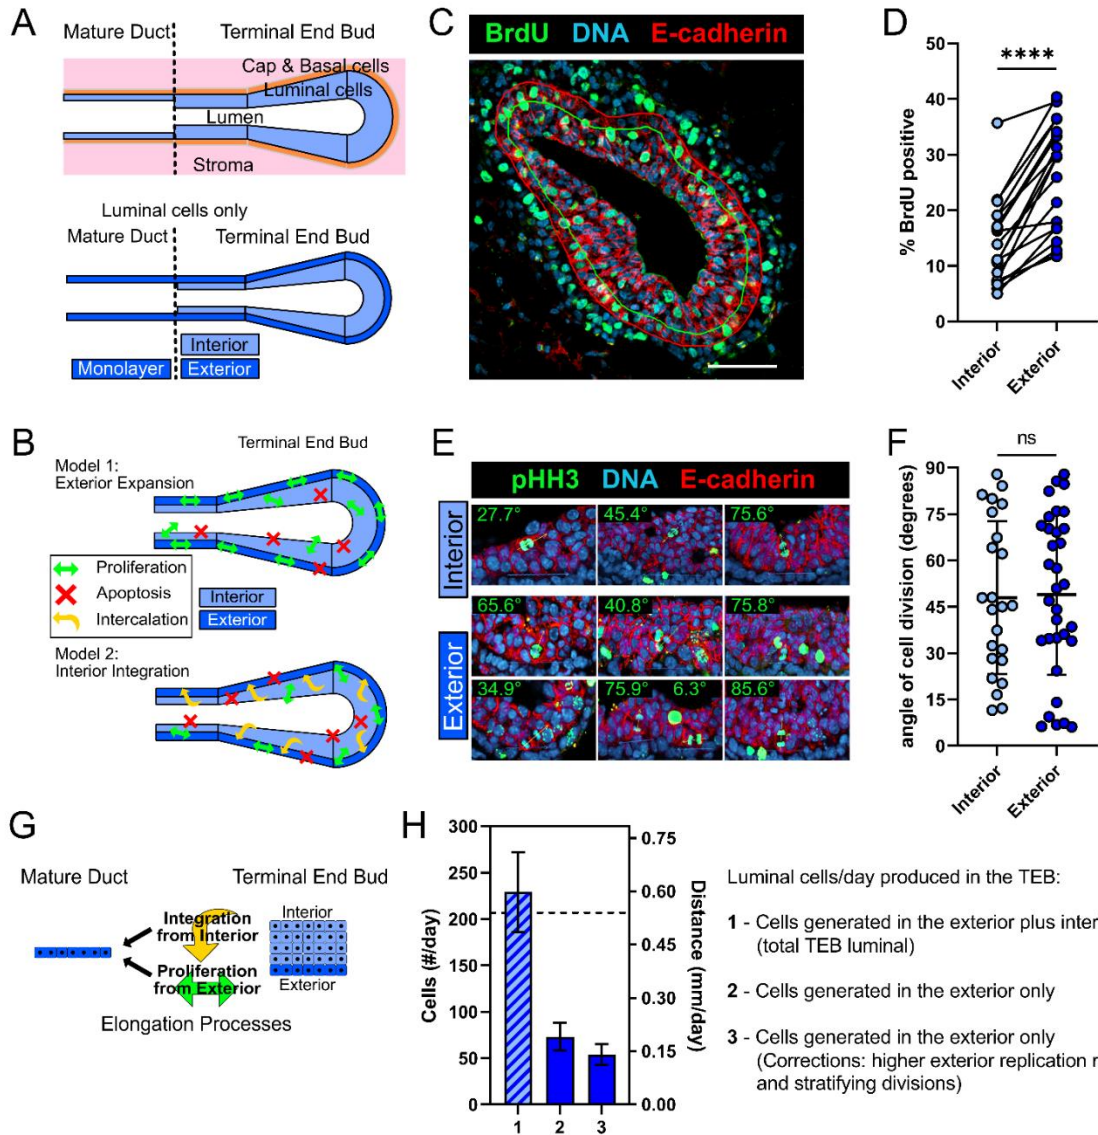 A
Mature Duct
Terminal End Bud
Cap & Basal cells
Luminal cells
Lumen
Stroma
Luminal cells only
Mature Duct
Terminal End Bud
Interior
Monolayer
Exterior
B
Terminal End Bud
Model 1:
Exterior Expansion
Proliferation
Apoptosis
Intercalation
Interior
Exterior
Model 2:
Interior Integration
C
BrdU DNA E-cadherin
D
50
40
30
20
10
0
% BrdU positive
****
Interior
Exterior
E
pHH3 DNA E-cadherin
Interior
27.7°
45.4°
75.6°
Exterior
65.6°
40.8°
75.8°
34.9°
75.9°
6.3°
85.6°
F
ns
90
75
60
45
30
15
0
angle of cell division (degrees)
Interior
Exterior
G
Mature Duct
Terminal End Bud
Integration
from Interior
Proliferation
from Exterior
Interior
Exterior
Elongation Processes
H
300
250
200
150
100
50
0
Cells (#/day)
0.75
0.60
0.45
0.30
0.15
0.00
Distance (mm/day)
1
2
3
Luminal cells/day produced in the TEB:
1 - Cells generated in the exterior plus inter
(total TEB luminal)
2 - Cells generated in the exterior only
3 - Cells generated in the exterior only
(Corrections: higher exterior replication r
and stratifying divisions)